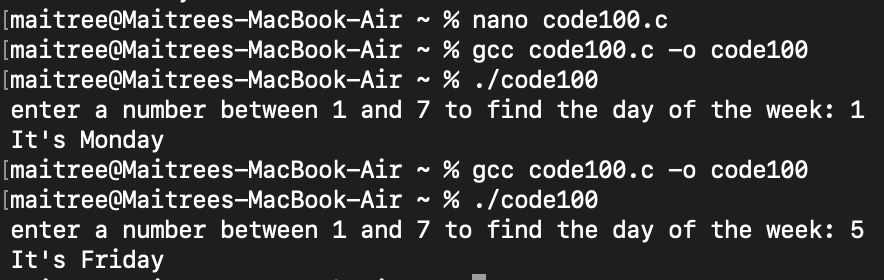 [maitree@Maitrees-MacBook-Air ~ % nano code100.c
[maitree@Maitrees-MacBook-Air ~ % gcc code100.c -o code100
[maitree@Maitrees-MacBook-Air ~ % ./code100
enter a number between 1 and 7 to find the day of the week: 1
It's Monday
[maitree@Maitrees-MacBook-Air ~ % gcc code100.c -o code100
[maitree@Maitrees-MacBook-Air ~ % ./code100
enter a number between 1 and 7 to find the day of the week: 5
It's Friday